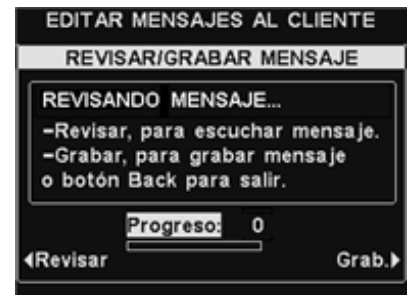 EDITAR MENSAJES AL CLIENTE
REVISAR/GRABAR MENSAJE
REVISANDO MENSAJE...
–Revisar, para escuchar mensaje.
–Grabar, para grabar mensaje
o botón Back para salir.
Progreso: 0
◀Revisar Grab.▶